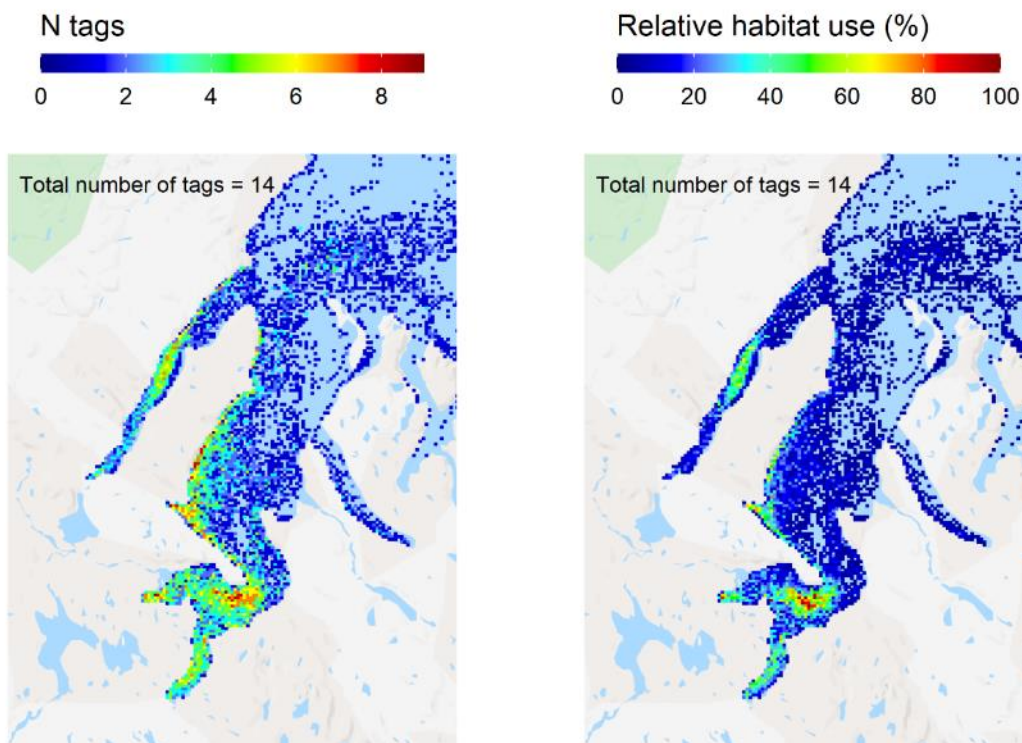 N tags
0 2 4 6 8
Relative habitat use (%)
0 20 40 60 80 100
Total number of tags = 14
Total number of tags = 14